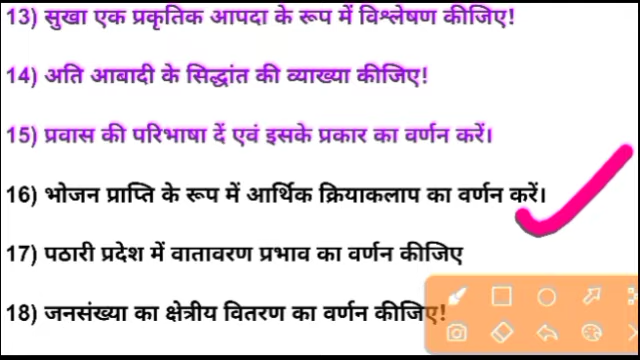 13) सुखा एक प्रकृतिक आपदा के रूप में विश्लेषण कीजिए!
14) अति आबादी के सिद्धांत की व्याख्या कीजिए!
15) प्रवास की परिभाषा दें एवं इसके प्रकार का वर्णन करें।
16) भोजन प्राप्ति के रूप में आर्थिक क्रियाकलाप का वर्णन करें।
17) पठारी प्रदेश में वातावरण प्रभाव का वर्णन कीजिए
18) जनसंख्या का क्षेत्रीय वितरण का वर्णन कीजिए!